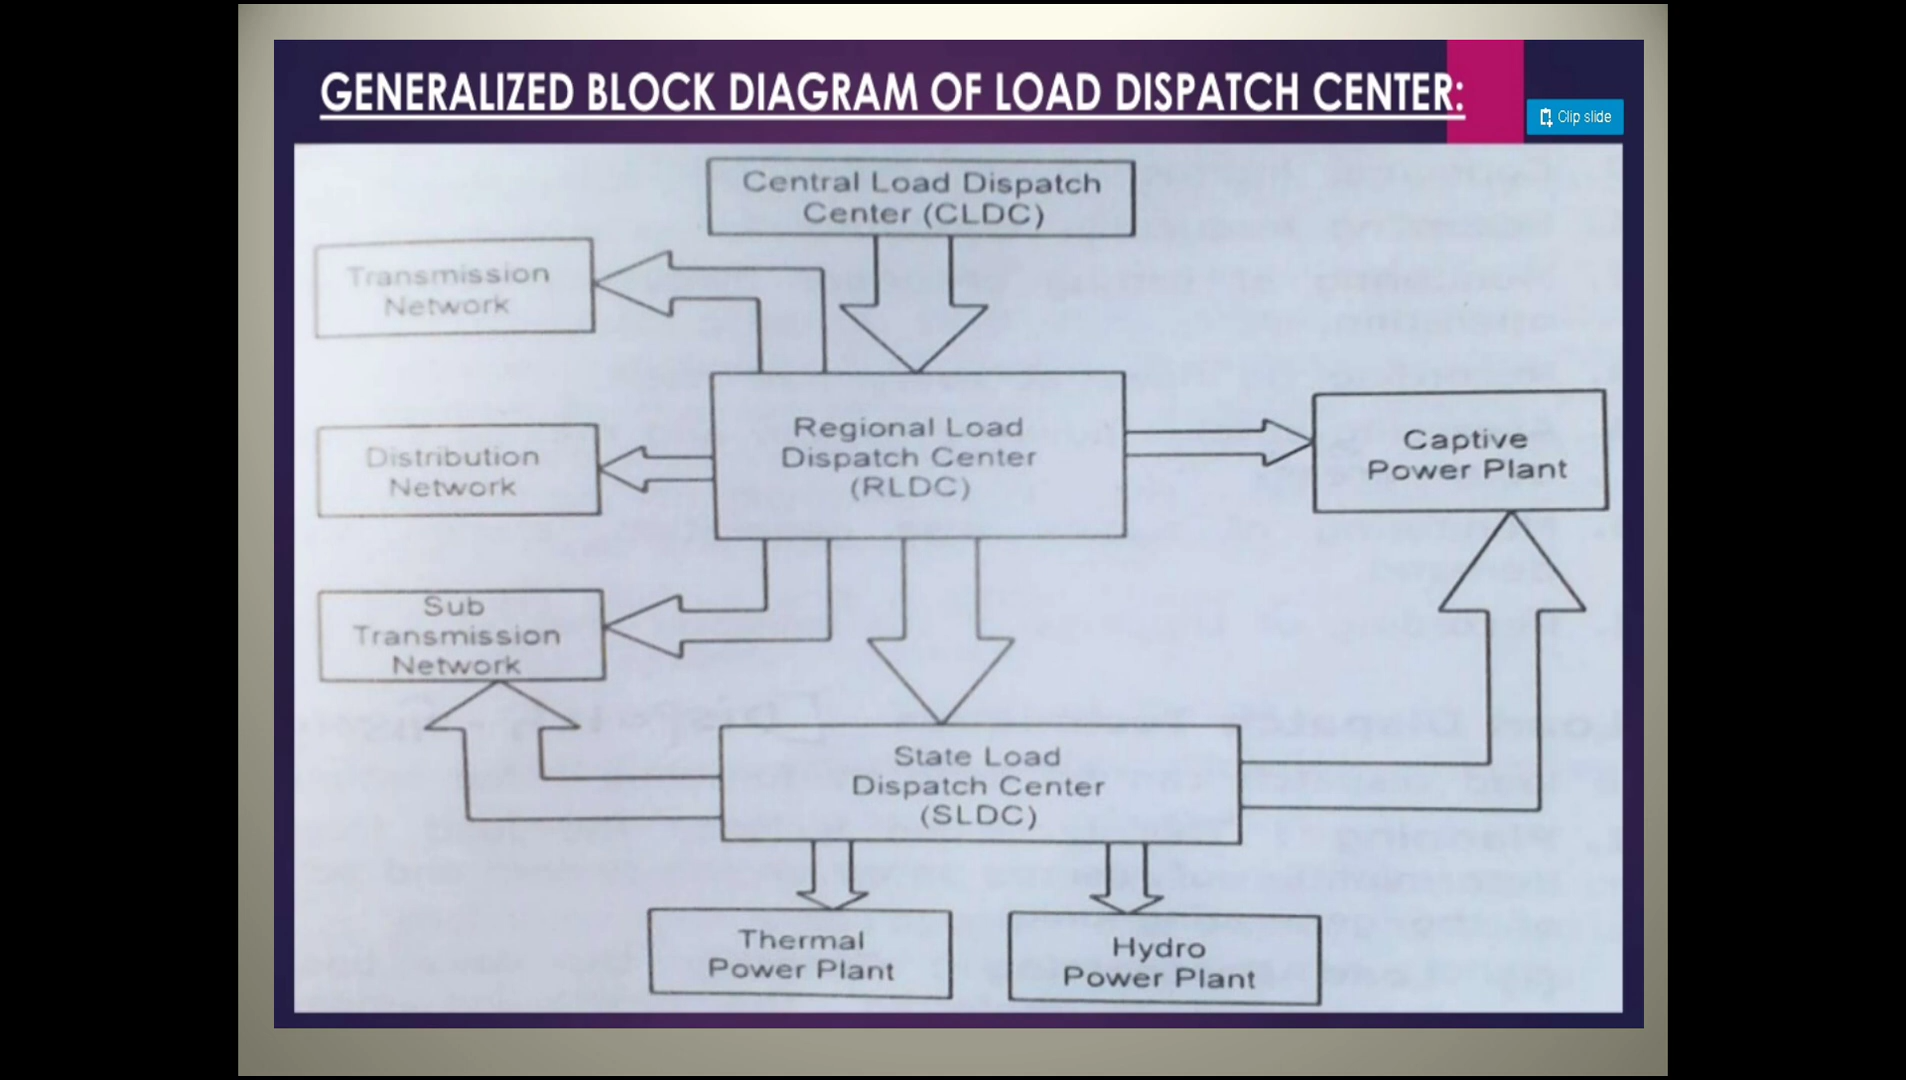 GENERALIZED BLOCK DIAGRAM OF LOAD DISPATCH CENTER:
Clip slide
Central Load Dispatch
Center (CLDC)
Transmission
Network
Regional Load
Dispatch Center
(RLDC)
Captive
Power Plant
Distribution
Network
Sub
Transmission
Network
State Load
Dispatch Center
(SLDC)
Thermal
Power Plant
Hydro
Power Plant